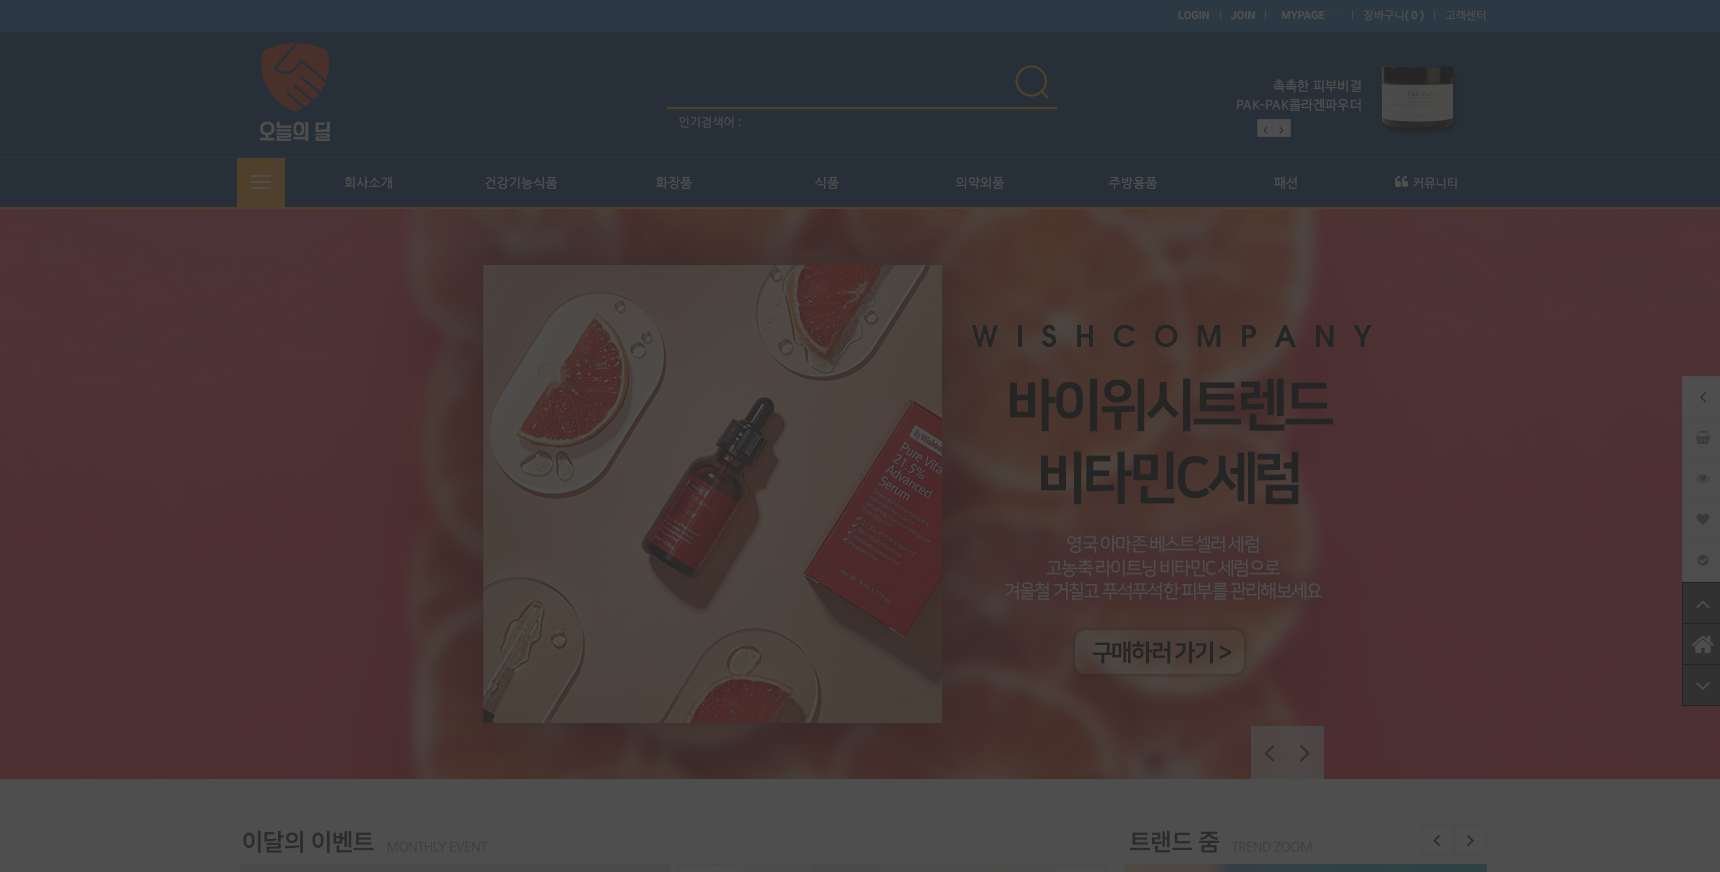 LOGIN
JOIN
MYPAGE
장바구니( 0 )
고객센터
오늘의 딜
인기검색어 :
촉촉한 피부비결
PAK-PAK콜라겐파우더
회사소개
건강기능식품
화장품
식품
의약외품
주방용품
패션
커뮤니티
WISHCOMPANY
바이위시트렌드
비타민C세럼
Pure Vita
21.5%
Advanced
Serum
영국 아마존 베스트셀러 세럼
고농축 라이트닝 비타민C 세럼으로
겨울철 거칠고 푸석푸석한 피부를 관리해보세요
구매하러 가기 >
이달의 이벤트 MONTHLY EVENT
트랜드 줌 TREND ZOOM